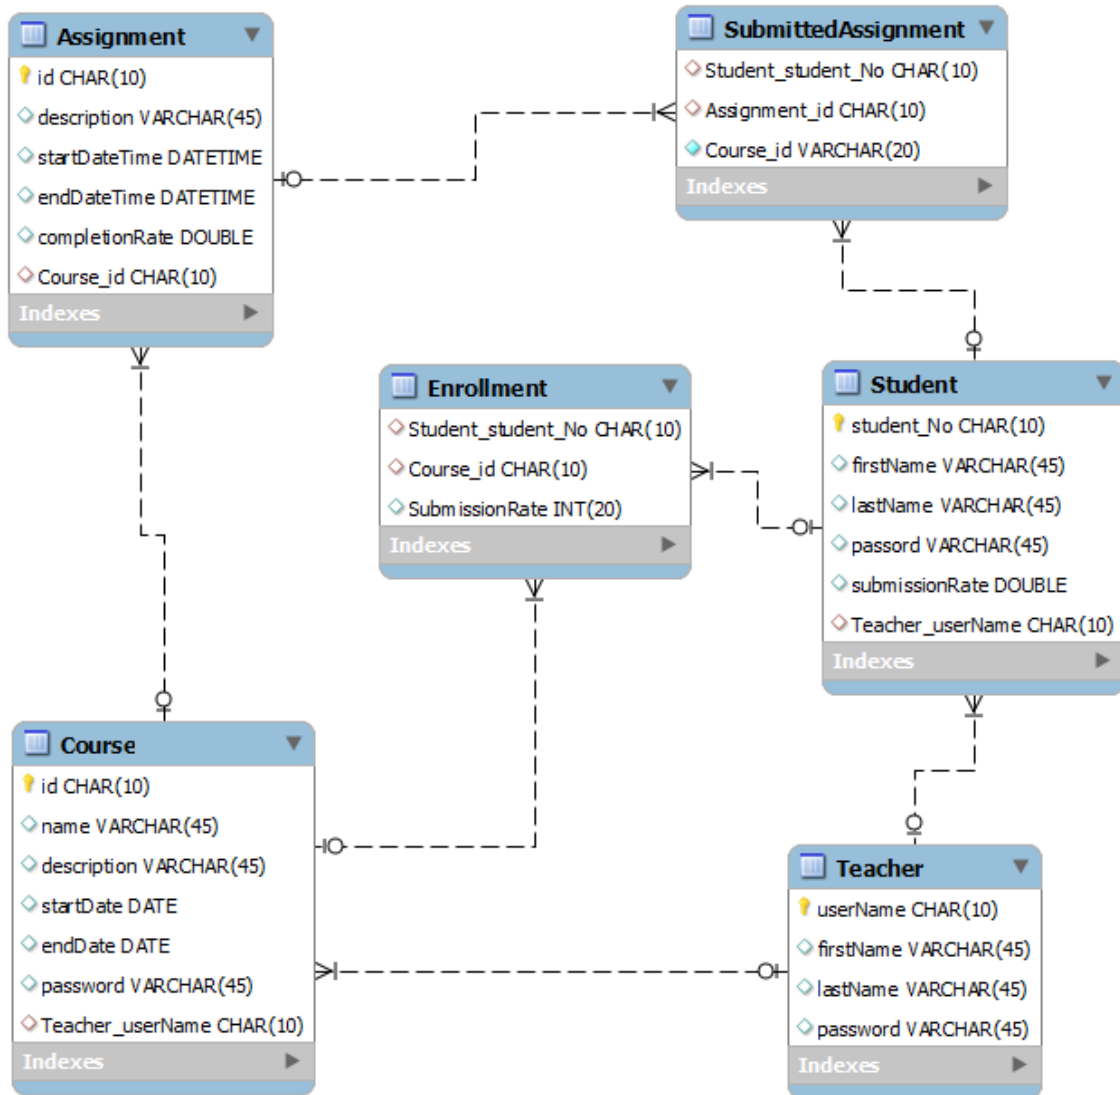 Assignment
id CHAR(10)
description VARCHAR(45)
startDateTime DATETIME
endDateTime DATETIME
completionRate DOUBLE
Course_id CHAR(10)
Indexes
SubmittedAssignment
Student_student_No CHAR(10)
Assignment_id CHAR(10)
Course_id VARCHAR(20)
Indexes
Enrollment
Student_student_No CHAR(10)
Course_id CHAR(10)
SubmissionRate INT(20)
Indexes
Student
student_No CHAR(10)
firstName VARCHAR(45)
lastName VARCHAR(45)
passord VARCHAR(45)
submissionRate DOUBLE
Teacher_userName CHAR(10)
Indexes
Course
id CHAR(10)
name VARCHAR(45)
description VARCHAR(45)
startDate DATE
endDate DATE
password VARCHAR(45)
Teacher_userName CHAR(10)
Indexes
Teacher
userName CHAR(10)
firstName VARCHAR(45)
lastName VARCHAR(45)
password VARCHAR(45)
Indexes